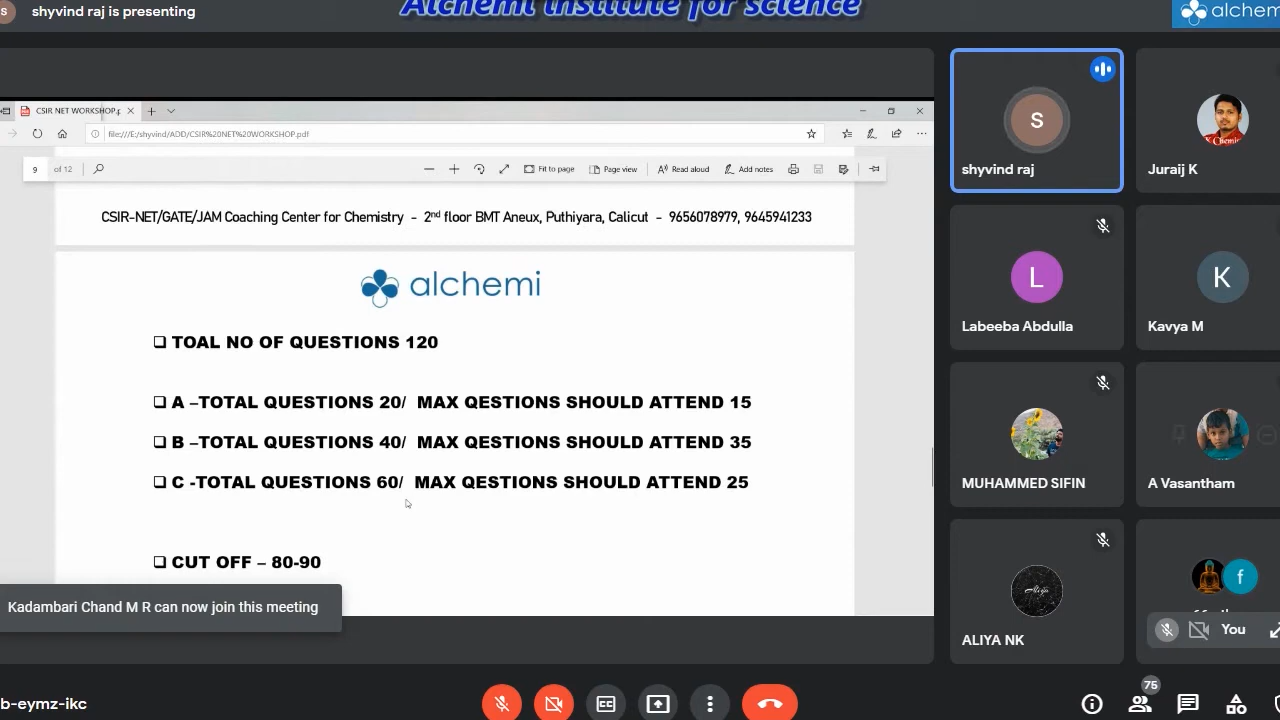 s
shyvind raj is presenting
Alchemi institute for science
alchem
CSIR NET WORKSHOP.p
file:///E:/shyvind/ADD/CSIR%20NET%20WORKSHOP.pdf
9 of 12
Fit to page
Page view
Read aloud
Add notes
CSIR-NET/GATE/JAM Coaching Center for Chemistry - 2nd floor BMT Aneux, Puthiyara, Calicut - 9656078979, 9645941233
alchemi
TOAL NO OF QUESTIONS 120
A –TOTAL QUESTIONS 20/ MAX QESTIONS SHOULD ATTEND 15
B –TOTAL QUESTIONS 40/ MAX QESTIONS SHOULD ATTEND 35
C -TOTAL QUESTIONS 60/ MAX QESTIONS SHOULD ATTEND 25
CUT OFF – 80-90
Kadambari Chand M R can now join this meeting
S
shyvind raj
Juraij K
L
Labeeba Abdulla
K
Kavya M
MUHAMMED SIFIN
A Vasantham
ALIYA NK
f
You
b-eymz-ikc
CC
75